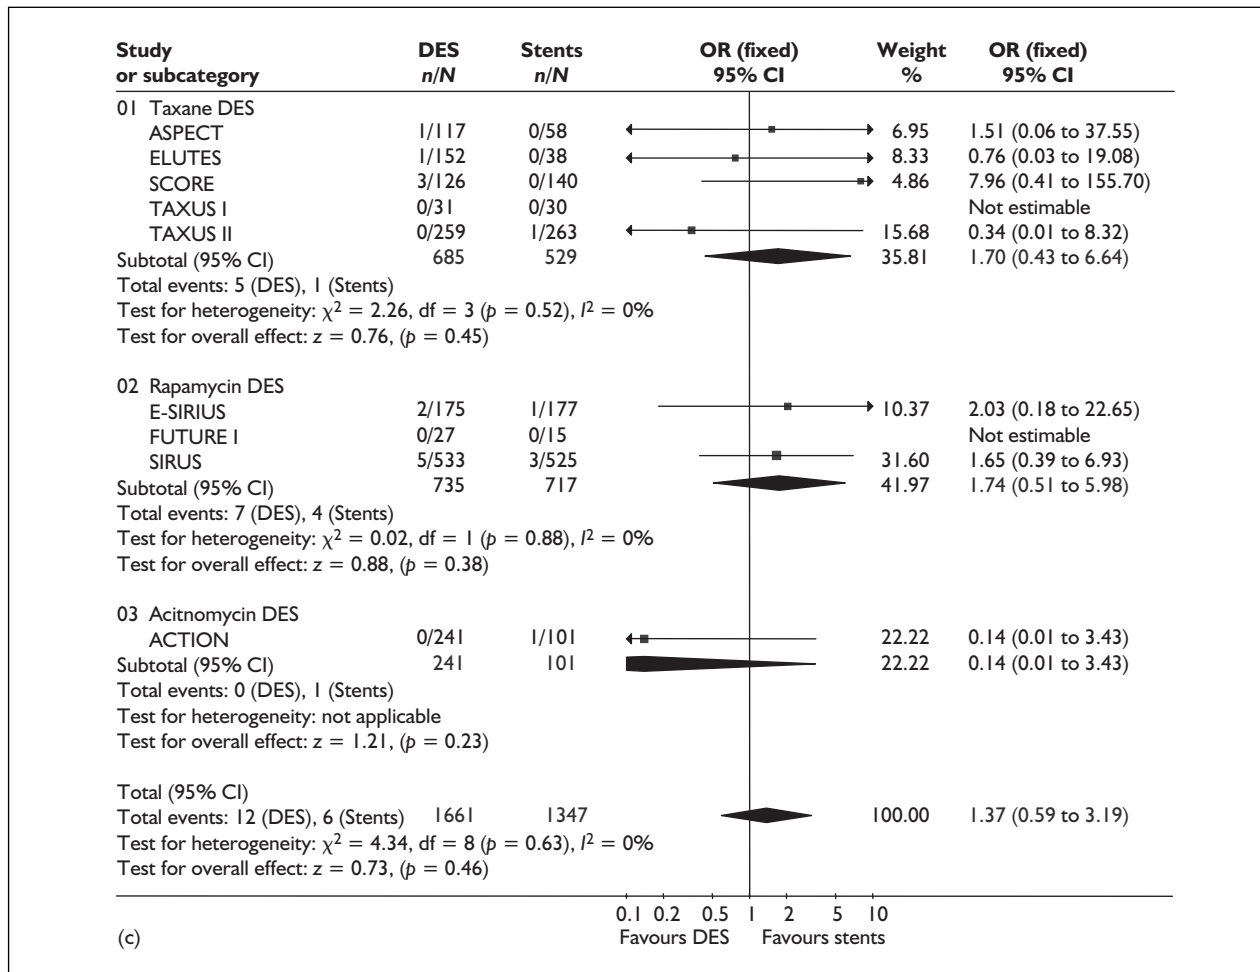 Study DES Stents OR (fixed) Weight OR (fixed)
or subcategory n/N n/N 95% CI % 95% CI
01 Taxane DES
ASPECT 1/117 0/58 6.95 1.51 (0.06 to 37.55)
ELUTES 1/152 0/38 8.33 0.76 (0.03 to 19.08)
SCORE 3/126 0/140 4.86 7.96 (0.41 to 155.70)
TAXUS I 0/31 0/30 Not estimable
TAXUS II 0/259 1/263 15.68 0.34 (0.01 to 8.32)
Subtotal (95% CI) 685 529 35.81 1.70 (0.43 to 6.64)
Total events: 5 (DES), 1 (Stents)
Test for heterogeneity: χ² = 2.26, df = 3 (p = 0.52), I² = 0%
Test for overall effect: z = 0.76, (p = 0.45)
02 Rapamycin DES
E-SIRIUS 2/175 1/177 10.37 2.03 (0.18 to 22.65)
FUTURE I 0/27 0/15 Not estimable
SIRUS 5/533 3/525 31.60 1.65 (0.39 to 6.93)
Subtotal (95% CI) 735 717 41.97 1.74 (0.51 to 5.98)
Total events: 7 (DES), 4 (Stents)
Test for heterogeneity: χ² = 0.02, df = 1 (p = 0.88), I² = 0%
Test for overall effect: z = 0.88, (p = 0.38)
03 Acitnomycin DES
ACTION 0/241 1/101 22.22 0.14 (0.01 to 3.43)
Subtotal (95% CI) 241 101 22.22 0.14 (0.01 to 3.43)
Total events: 0 (DES), 1 (Stents)
Test for heterogeneity: not applicable
Test for overall effect: z = 1.21, (p = 0.23)
Total (95% CI)
Total events: 12 (DES), 6 (Stents) 1661 1347 100.00 1.37 (0.59 to 3.19)
Test for heterogeneity: χ² = 4.34, df = 8 (p = 0.63), I² = 0%
Test for overall effect: z = 0.73, (p = 0.46)
0.1 0.2 0.5 1 2 5 10
(c) Favours DES Favours stents